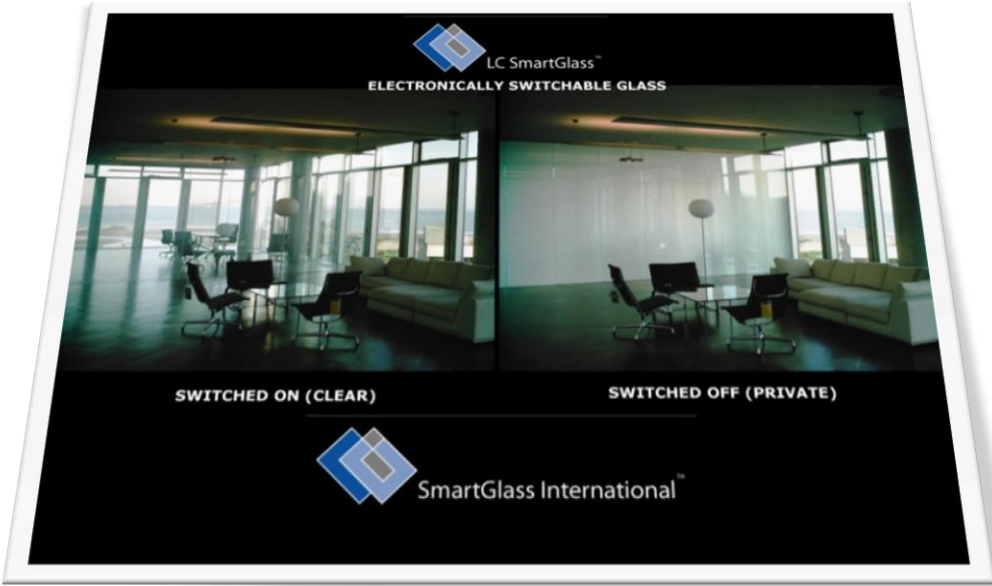 LC SmartGlass™
ELECTRONICALLY SWITCHABLE GLASS
SWITCHED ON (CLEAR)
SWITCHED OFF (PRIVATE)
SmartGlass International™